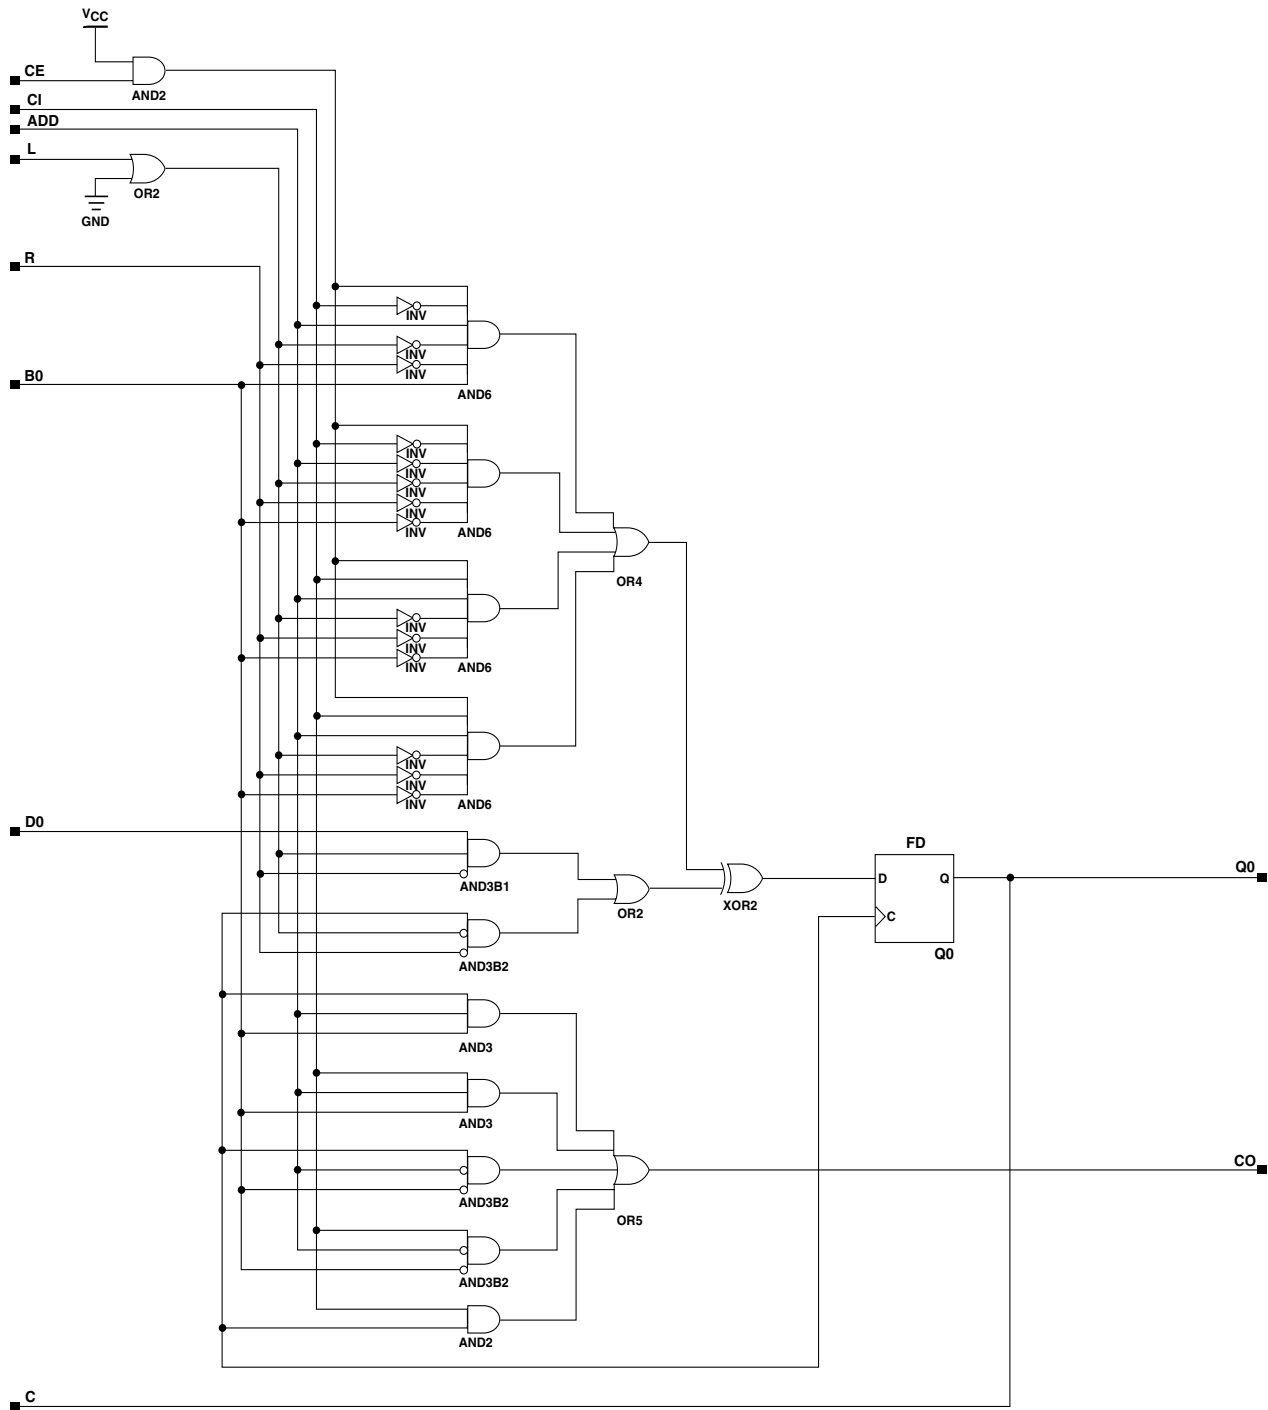 VCC
CE
AND2
CI
ADD
L
OR2
GND
R
INV
INV
INV
B0
AND6
INV
INV
INV
INV
INV
AND6
OR4
INV
INV
INV
AND6
INV
INV
INV
AND6
D0
FD
Q0
D
Q
AND3B1
OR2
XOR2
C
Q0
AND3B2
AND3
AND3
CO
AND3B2
OR5
AND3B2
AND2
C